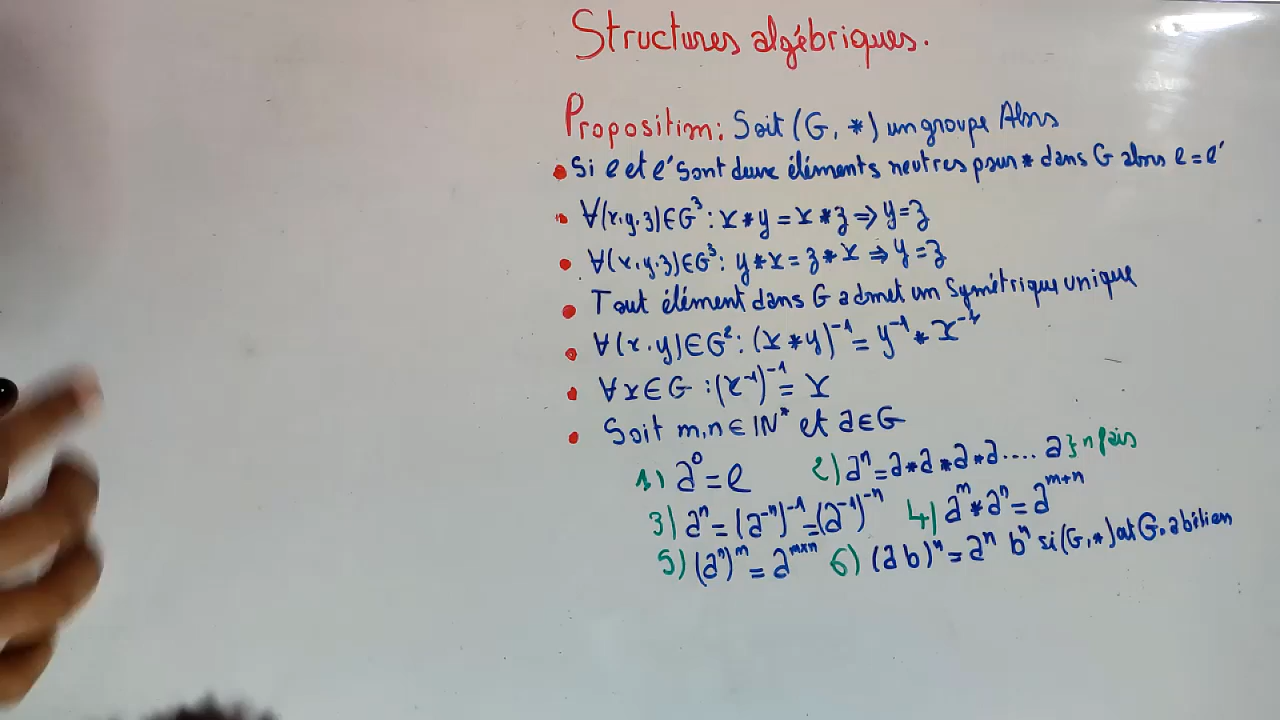 Structures algébriques.
Proposition: Soit (G, *) un groupe Alors
• Si e et e' sont deux éléments neutres pour * dans G alors e = e'
• ∀(x,y,z)∈G³: x*y = x*z ⇒ y=z
• ∀(x,y,z)∈G³: y*x = z*x ⇒ y=z
• Tout élément dans G admet un symétrique unique
• ∀(x,y)∈G²: (x*y)⁻¹ = y⁻¹ * x⁻¹
• ∀x∈G : (x⁻¹)⁻¹ = x
• Soit m,n ∈ IN* et a∈G
1) a⁰ = e 2) aⁿ = a*a*a*a.... a} n fois
3) aⁿ = (a⁻ⁿ)⁻¹ = (a⁻¹)⁻ⁿ 4) aᵐ * aⁿ = aᵐ⁺ⁿ
5) (aⁿ)ᵐ = aᵐˣⁿ 6) (ab)ⁿ = aⁿ bⁿ si (G,*) est G. abélien